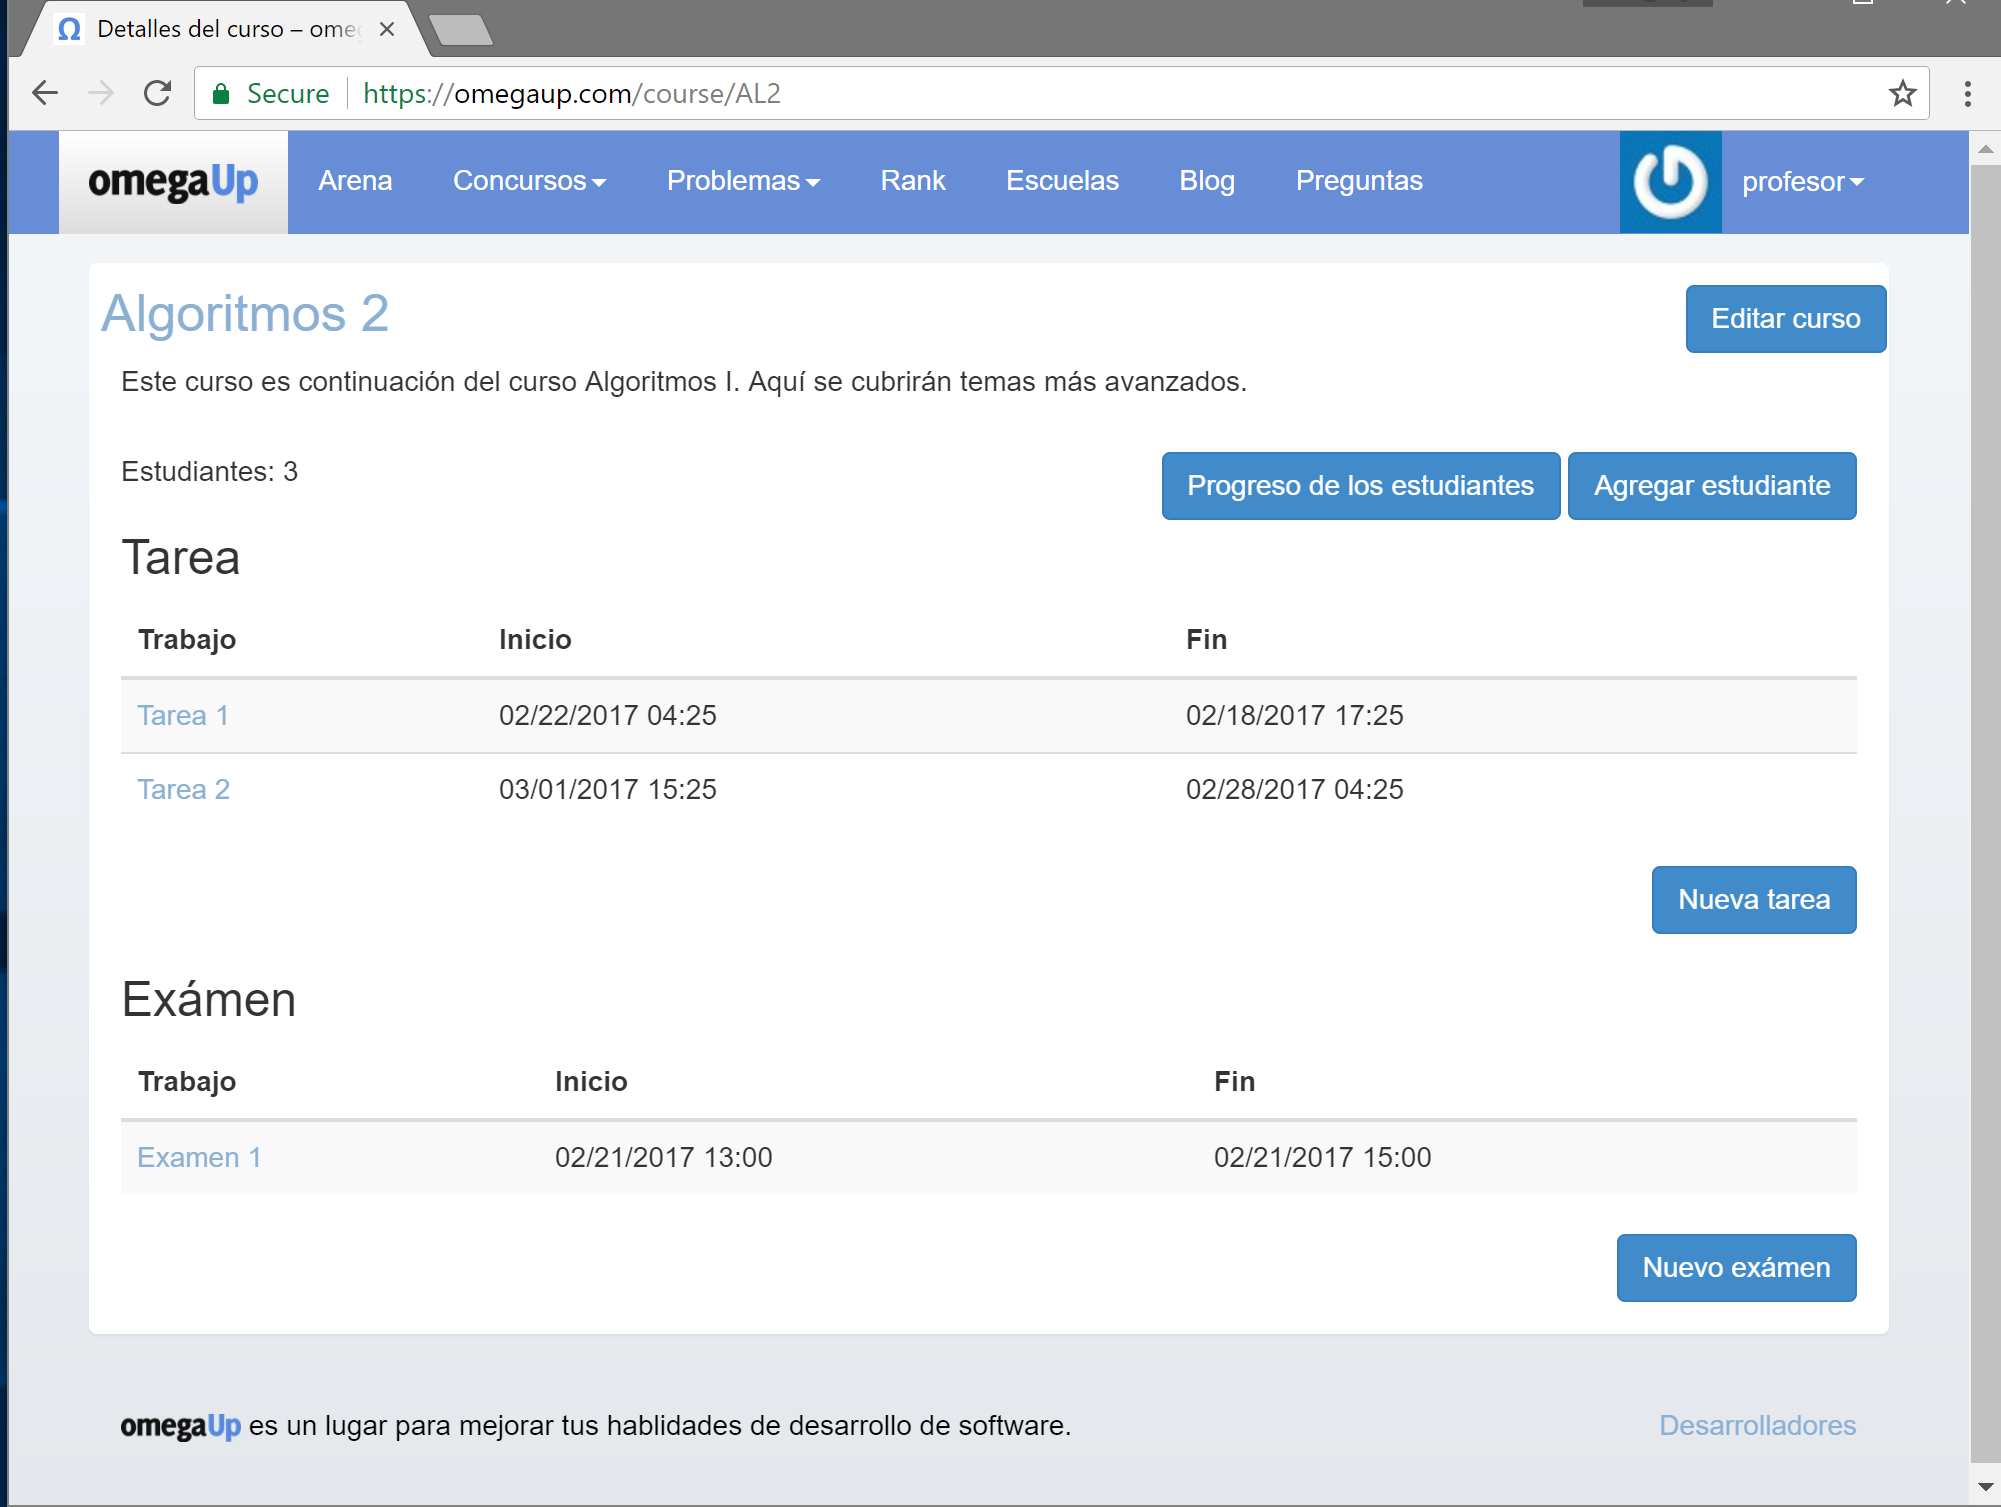 Detalles del curso – ome
Secure https://omegaup.com/course/AL2
omegaUp Arena Concursos Problemas Rank Escuelas Blog Preguntas profesor
Algoritmos 2
Editar curso
Este curso es continuación del curso Algoritmos I. Aquí se cubrirán temas más avanzados.
Estudiantes: 3
Progreso de los estudiantes Agregar estudiante
Tarea
Trabajo Inicio Fin
Tarea 1 02/22/2017 04:25 02/18/2017 17:25
Tarea 2 03/01/2017 15:25 02/28/2017 04:25
Nueva tarea
Exámen
Trabajo Inicio Fin
Examen 1 02/21/2017 13:00 02/21/2017 15:00
Nuevo exámen
omegaUp es un lugar para mejorar tus hablidades de desarrollo de software. Desarrolladores